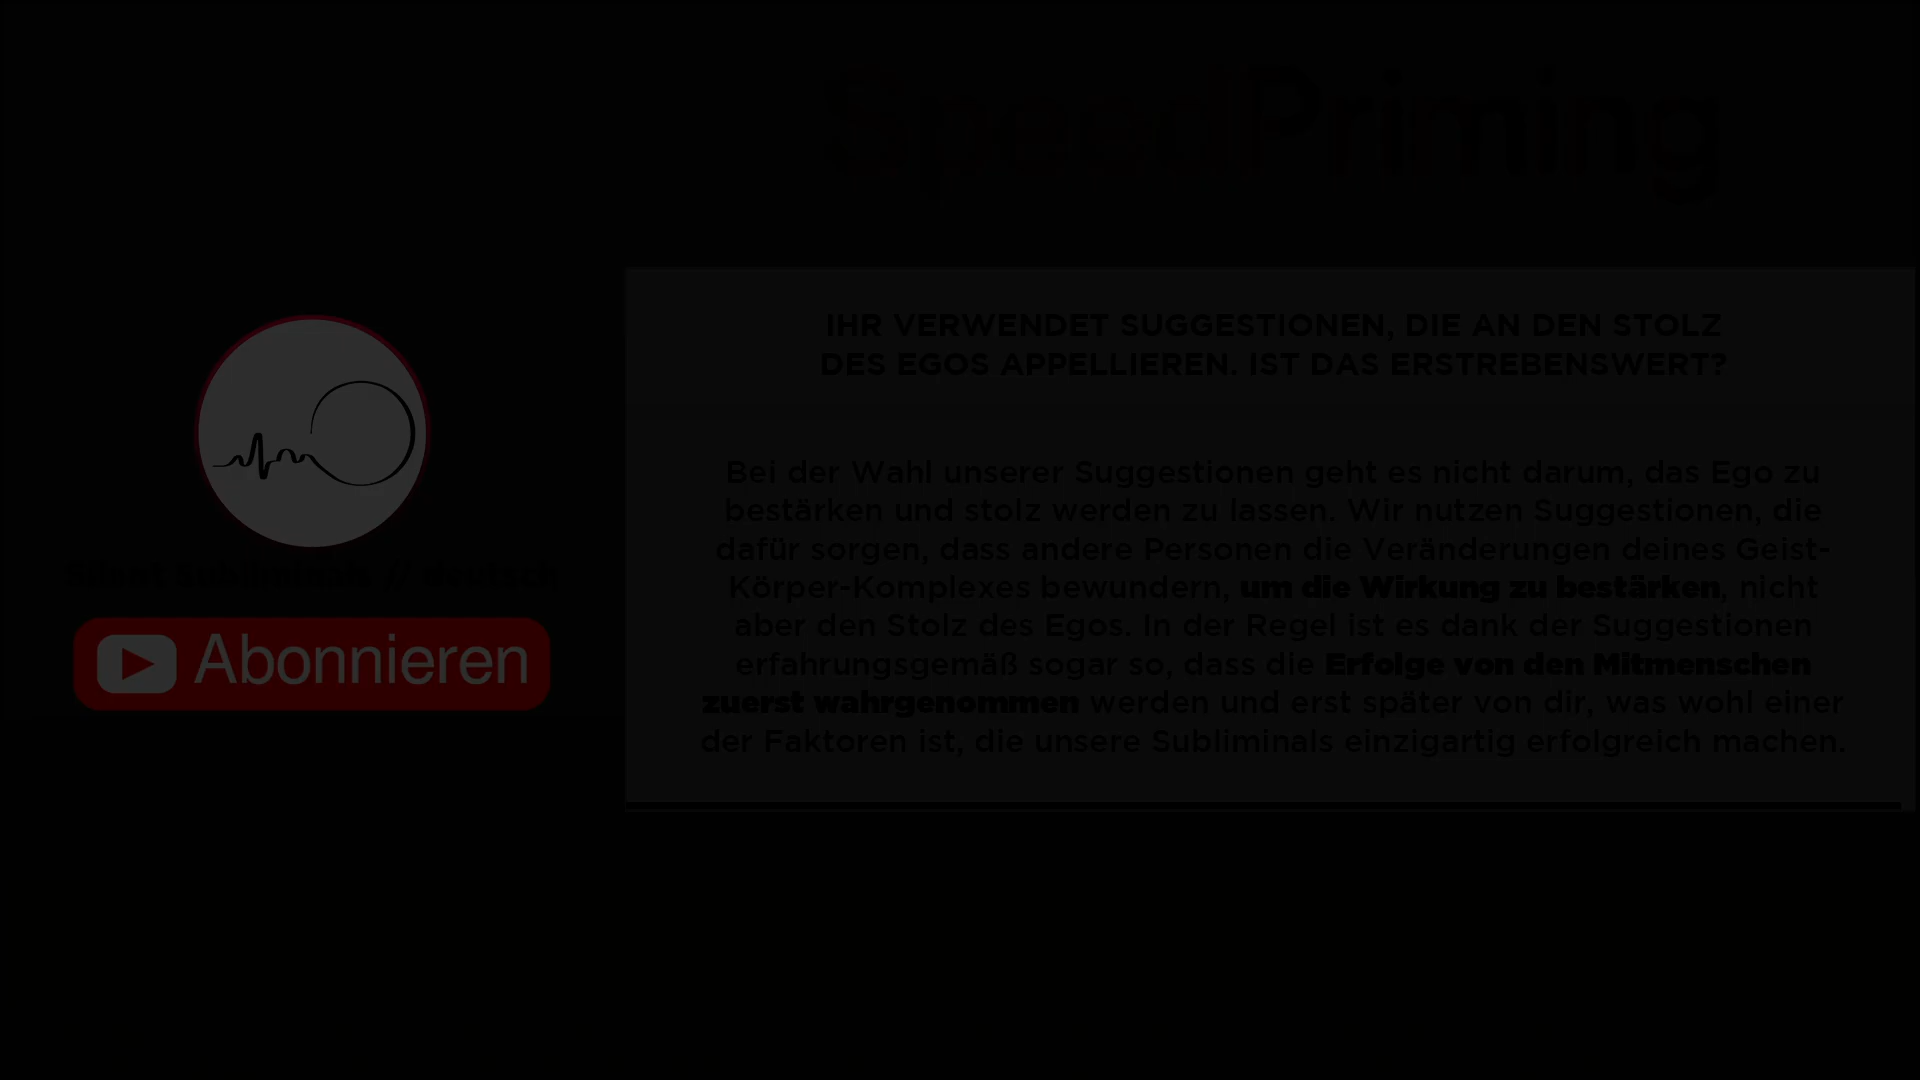 SpeedPriming
IHR VERWENDET SUGGESTIONEN, DIE AN DEN STOLZ
DES EGOS APPELLIEREN. IST DAS ERSTREBENSWERT?
Bei der Wahl unserer Suggestionen geht es nicht darum, das Ego zu
bestärken und stolz werden zu lassen. Wir nutzen Suggestionen, die
dafür sorgen, dass andere Personen die Veränderungen deines Geist-
Körper-Komplexes bewundern, um die Wirkung zu bestärken, nicht
aber den Stolz des Egos. In der Regel ist es dank der Suggestionen
erfahrungsgemäß sogar so, dass die Erfolge von den Mitmenschen
zuerst wahrgenommen werden und erst später von dir, was wohl einer
der Faktoren ist, die unsere Subliminals einzigartig erfolgreich machen.
Silent Subliminals // deutsch
Abonnieren